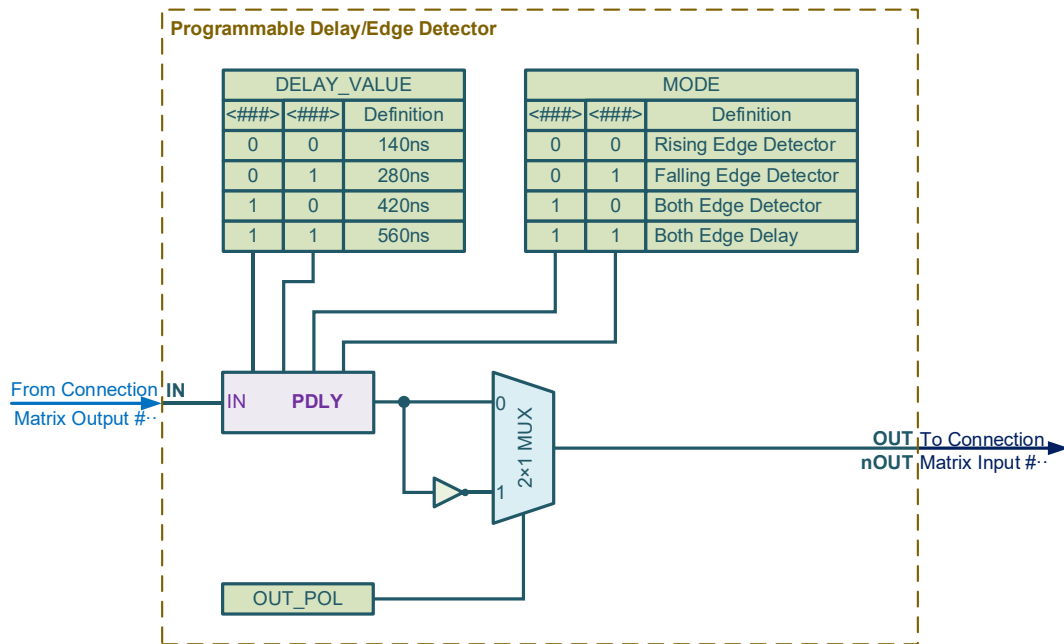 Programmable Delay/Edge Detector
DELAY_VALUE
<###> <###> Definition
0 0 140ns
0 1 280ns
1 0 420ns
1 1 560ns
MODE
<###> <###> Definition
0 0 Rising Edge Detector
0 1 Falling Edge Detector
1 0 Both Edge Detector
1 1 Both Edge Delay
From Connection
Matrix Output #··
IN
IN PDLY
0
1
2×1 MUX
OUT
nOUT
To Connection
Matrix Input #··
OUT_POL